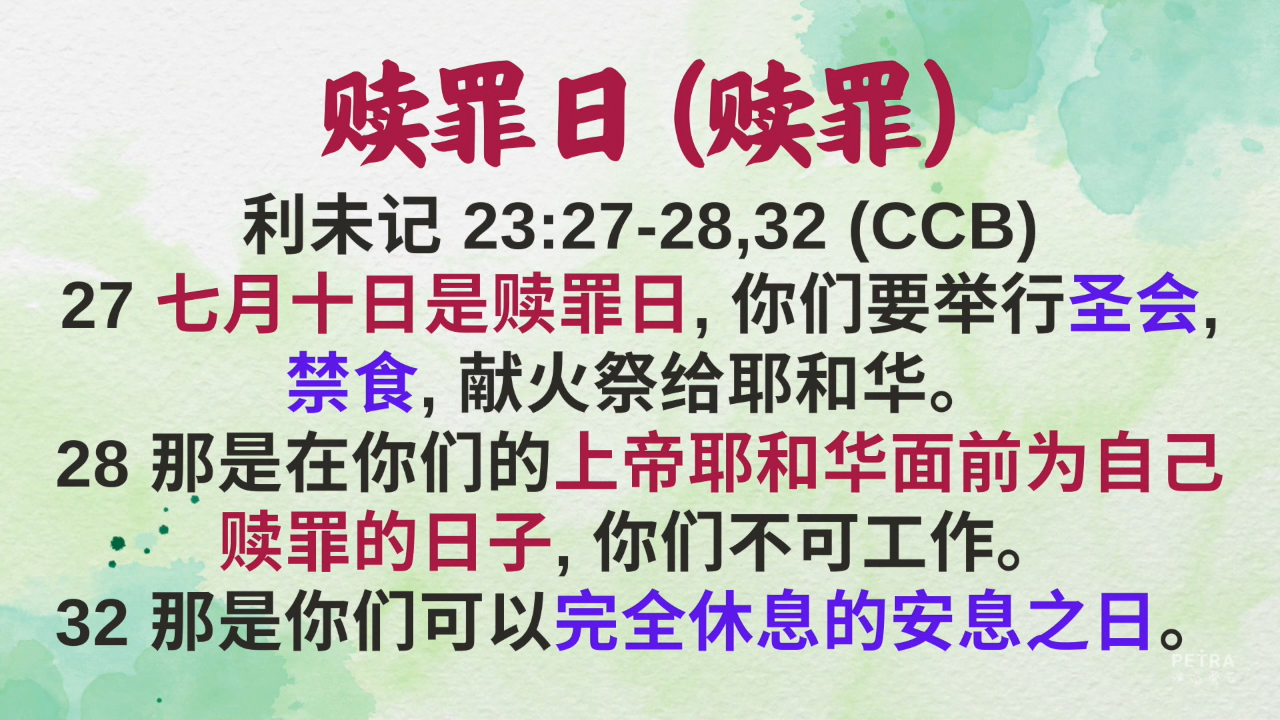 赎罪日 (赎罪)
利未记 23:27-28,32 (CCB)
27 七月十日是赎罪日, 你们要举行圣会,
禁食, 献火祭给耶和华。
28 那是在你们的上帝耶和华面前为自己
赎罪的日子, 你们不可工作。
32 那是你们可以完全休息的安息之日。
PETRA